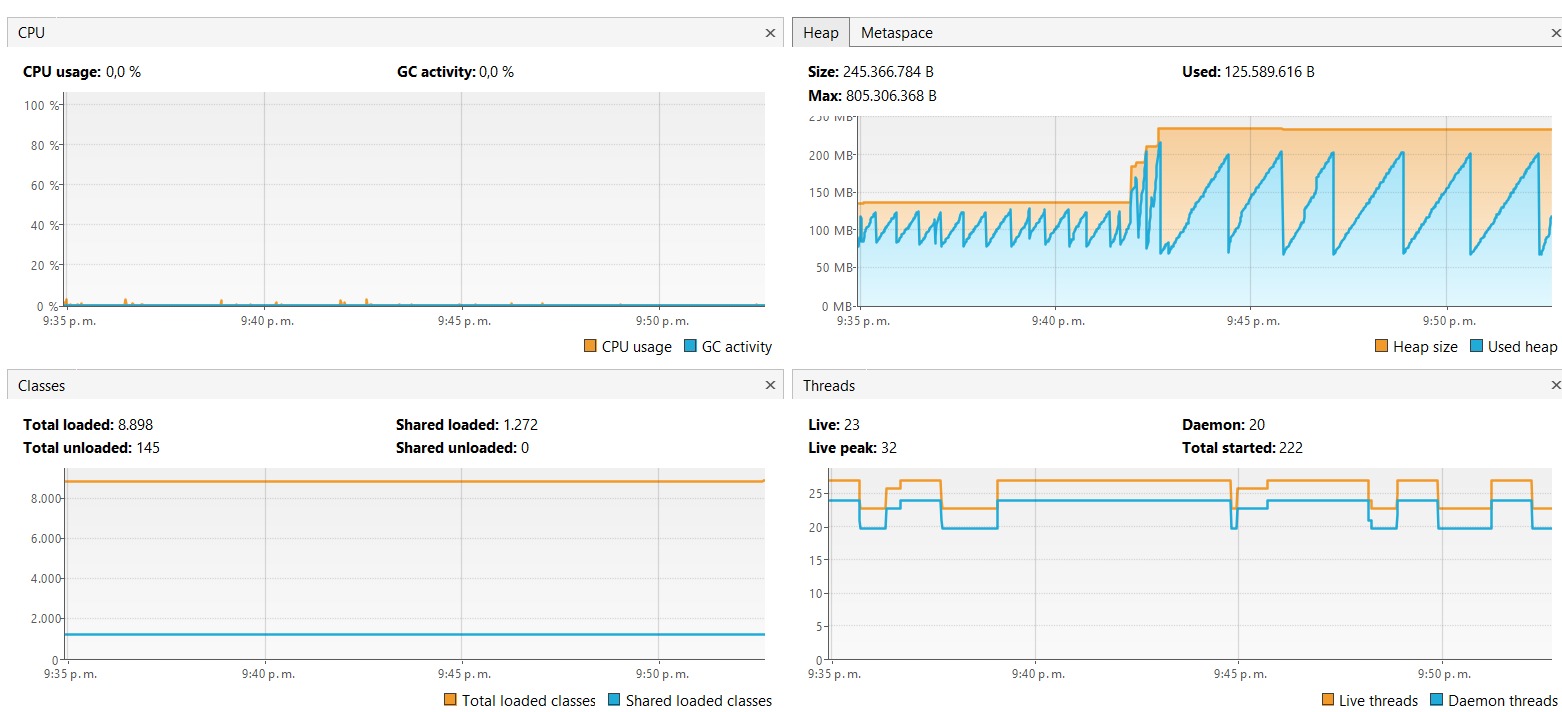 CPU
CPU usage: 0,0 %
GC activity: 0,0 %
100 %
80 %
60 %
40 %
20 %
0 %
9:35 p. m.
9:40 p. m.
9:45 p. m.
9:50 p. m.
CPU usage
GC activity
Heap
Metaspace
Size: 245.366.784 B
Used: 125.589.616 B
Max: 805.306.368 B
250 MB
200 MB
150 MB
100 MB
50 MB
0 MB
9:35 p. m.
9:40 p. m.
9:45 p. m.
9:50 p. m.
Heap size
Used heap
Classes
Total loaded: 8.898
Shared loaded: 1.272
Total unloaded: 145
Shared unloaded: 0
8.000
6.000
4.000
2.000
0
9:35 p. m.
9:40 p. m.
9:45 p. m.
9:50 p. m.
Total loaded classes
Shared loaded classes
Threads
Live: 23
Daemon: 20
Live peak: 32
Total started: 222
25
20
15
10
5
0
9:35 p. m.
9:40 p. m.
9:45 p. m.
9:50 p. m.
Live threads
Daemon threads